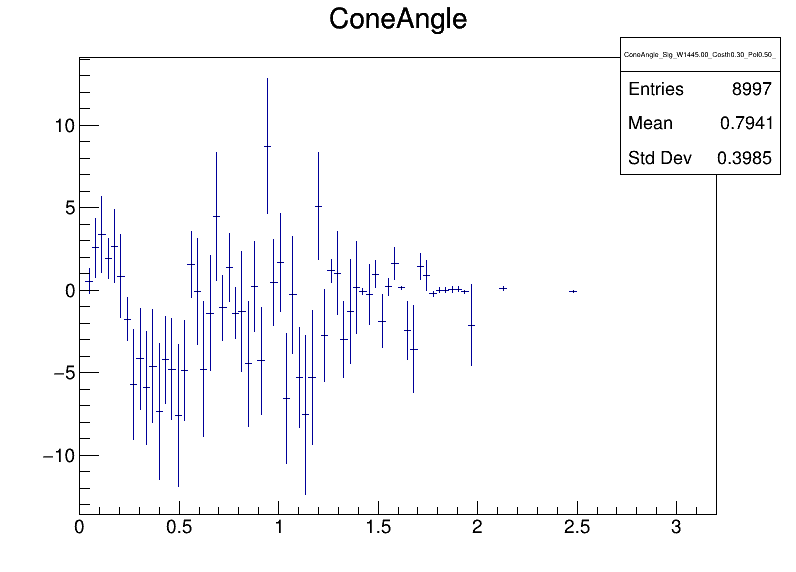 ConeAngle
ConeAngle_Sig_W1445.00_Costh0.30_Pol0.50_
Entries 8997
Mean 0.7941
Std Dev 0.3985
10
5
0
−5
−10
0 0.5 1 1.5 2 2.5 3